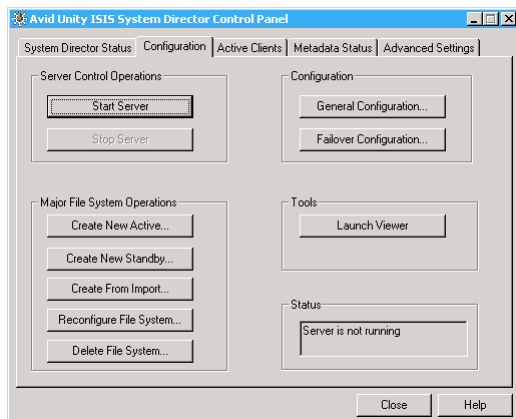 Avid Unity ISIS System Director Control Panel
System Director Status
Configuration
Active Clients
Metadata Status
Advanced Settings
Server Control Operations
Start Server
Stop Server
Configuration
General Configuration...
Failover Configuration...
Major File System Operations
Create New Active...
Create New Standby...
Create From Import...
Reconfigure File System...
Delete File System...
Tools
Launch Viewer
Status
Server is not running
Close
Help